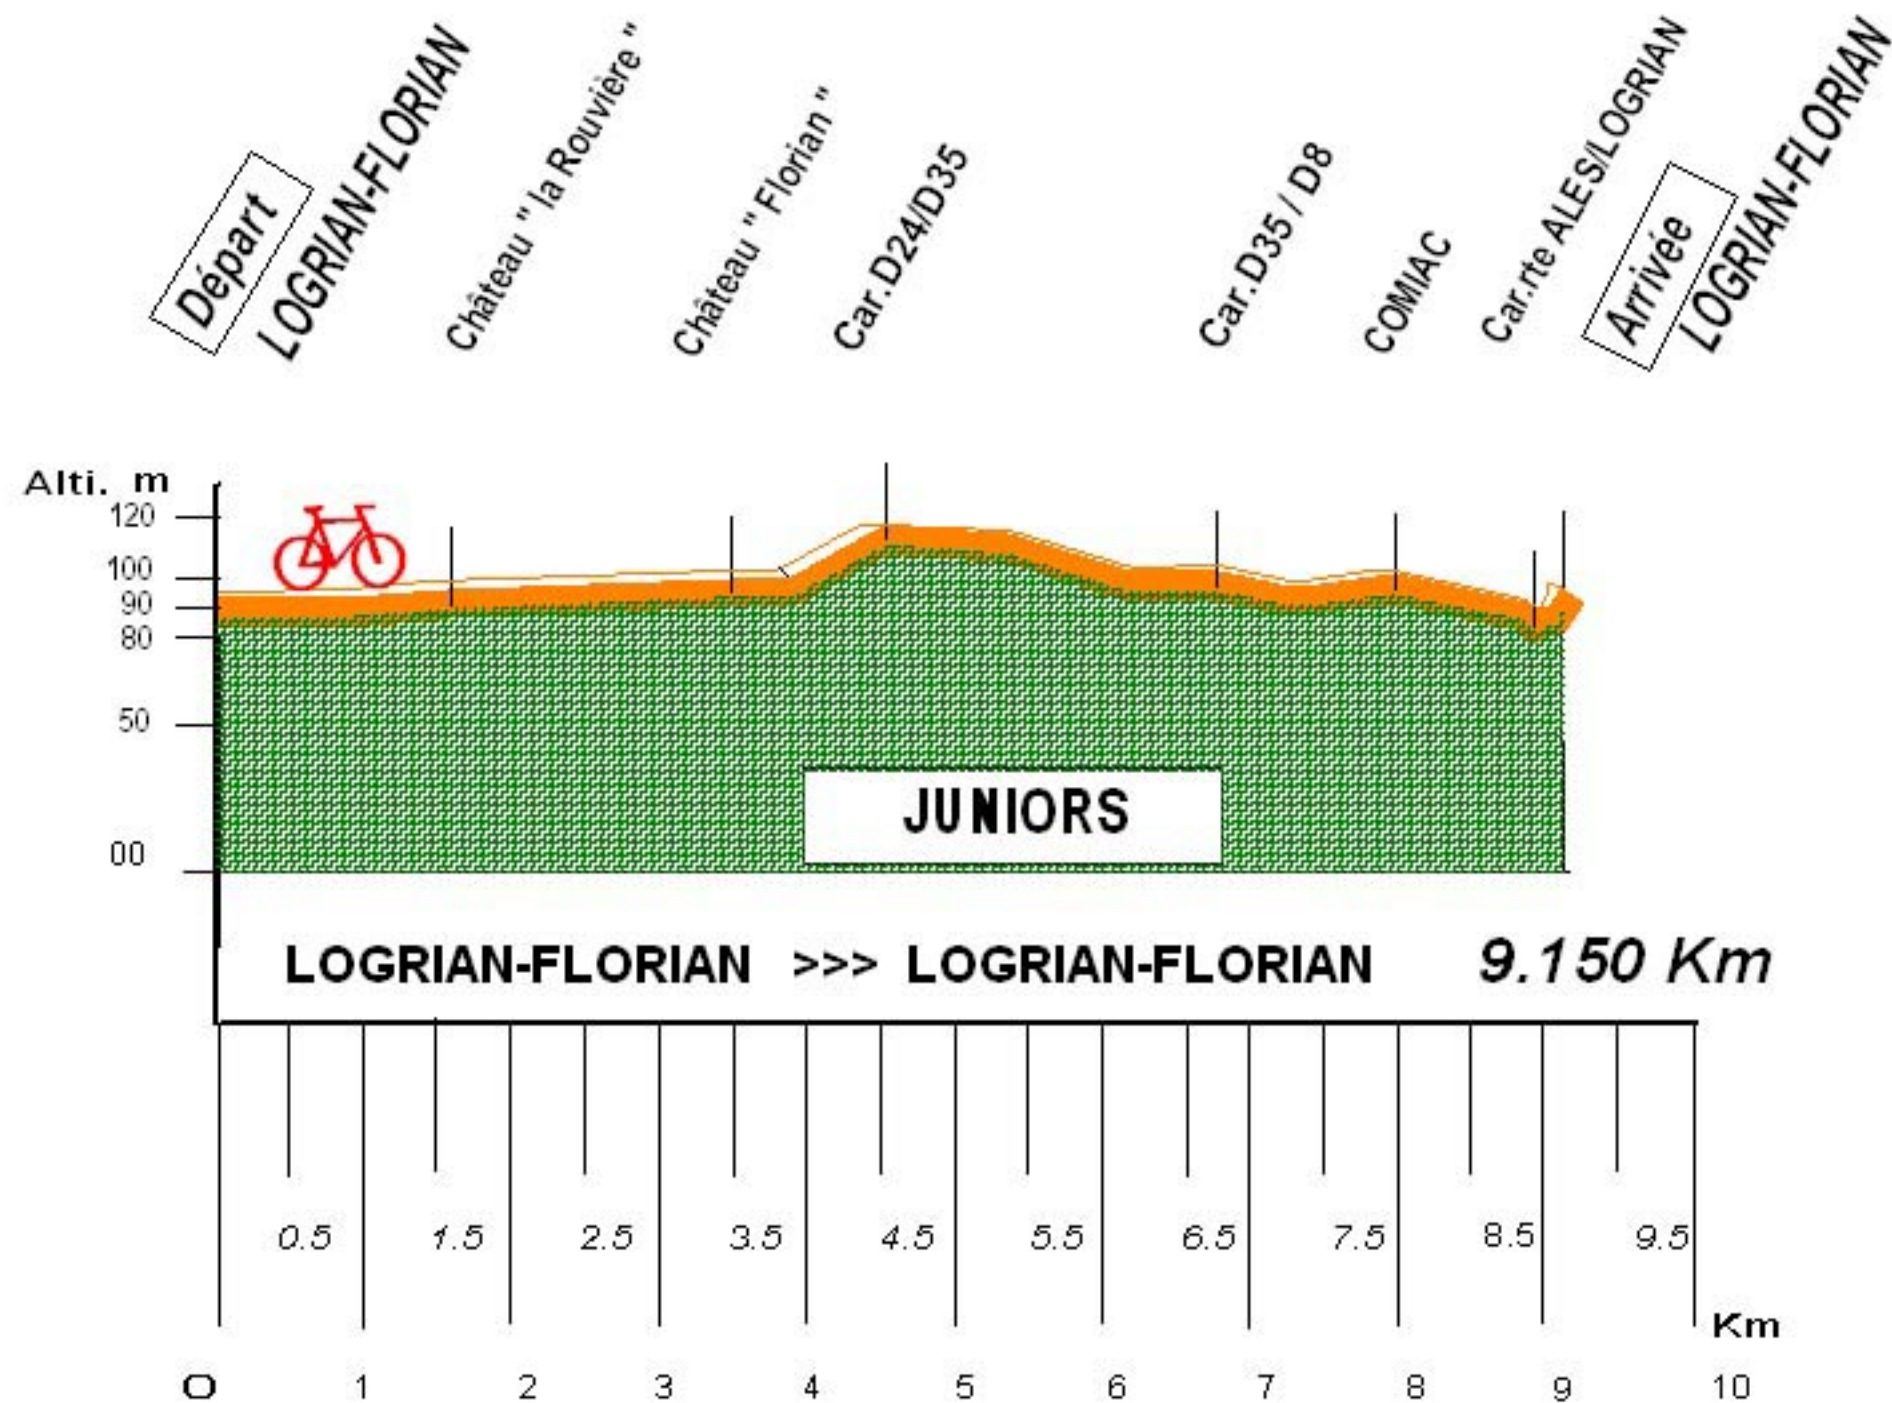 Départ
LOGRIAN-FLORIAN
Château " la Rouvière "
Château " Florian "
Car.D24/D35
Car.D35 / D8
COMIAC
Car.rte ALES/LOGRIAN
Arrivée
LOGRIAN-FLORIAN
Alti. m
120
100
90
80
50
00
JUNIORS
LOGRIAN-FLORIAN >>> LOGRIAN-FLORIAN 9.150 Km
0.5 1.5 2.5 3.5 4.5 5.5 6.5 7.5 8.5 9.5
Km
O 1 2 3 4 5 6 7 8 9 10